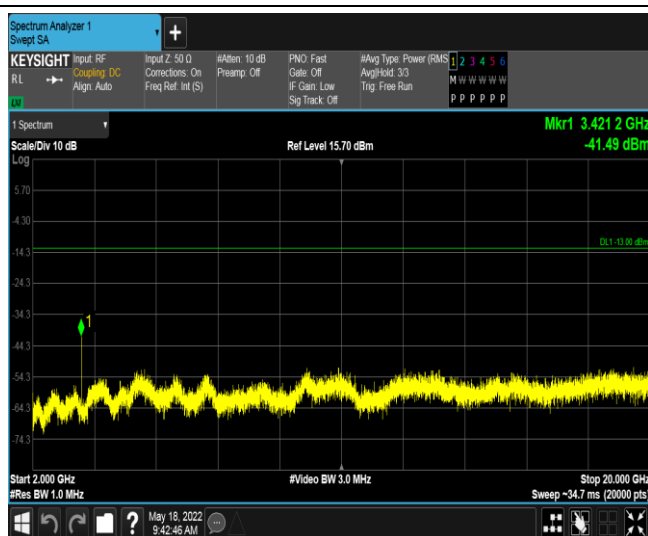 Spectrum Analyzer 1
Swept SA
+
KEYSIGHT
RL
LXI
Input: RF
Coupling: DC
Align: Auto
Input Z: 50 Ω
Corrections: On
Freq Ref: Int (S)
#Atten: 10 dB
Preamp: Off
PNO: Fast
Gate: Off
IF Gain: Low
Sig Track: Off
#Avg Type: Power (RMS
Avg|Hold: 3/3
Trig: Free Run
1 2 3 4 5 6
M W W W W W
P P P P P P
1 Spectrum
Mkr1 3.421 2 GHz
Scale/Div 10 dB
Ref Level 15.70 dBm
-41.49 dBm
Log
5.70
-4.30
DL1 -13.00 dBm
-14.3
-24.3
-34.3
1
-44.3
-54.3
-64.3
-74.3
Start 2.000 GHz
#Video BW 3.0 MHz
Stop 20.000 GHz
#Res BW 1.0 MHz
Sweep ~34.7 ms (20000 pts)
?
May 18, 2022
9:42:46 AM